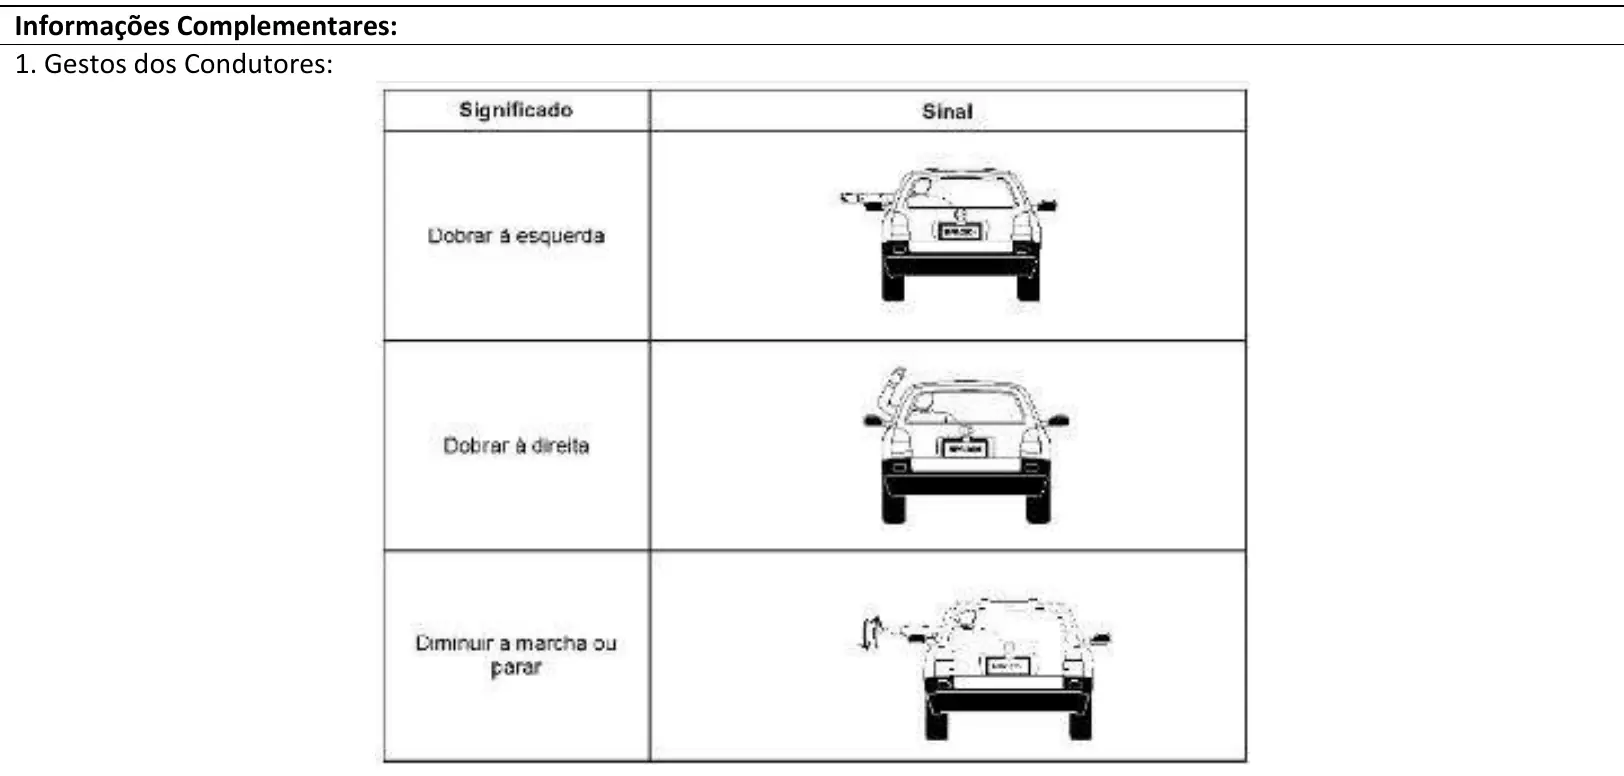 Informações Complementares:
1. Gestos dos Condutores:
Significado
Sinal
Dobrar à esquerda
Dobrar à direita
Diminuir a marcha ou
parar